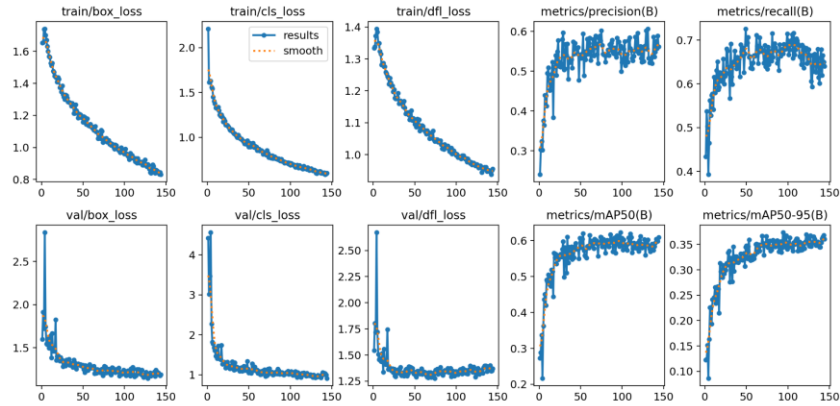 train/box_loss
train/cls_loss
train/dfl_loss
metrics/precision(B)
metrics/recall(B)
1.6
1.4
1.2
1.0
0.8
0 50 100 150
2.0
1.5
1.0
results
smooth
0 50 100 150
1.4
1.3
1.2
1.1
1.0
0 50 100 150
0.6
0.5
0.4
0.3
0 50 100 150
0.7
0.6
0.5
0.4
0 50 100 150
val/box_loss
val/cls_loss
val/dfl_loss
metrics/mAP50(B)
metrics/mAP50-95(B)
2.5
2.0
1.5
0 50 100 150
4
3
2
1
0 50 100 150
2.50
2.25
2.00
1.75
1.50
1.25
0 50 100 150
0.6
0.5
0.4
0.3
0.2
0 50 100 150
0.35
0.30
0.25
0.20
0.15
0.10
0 50 100 150